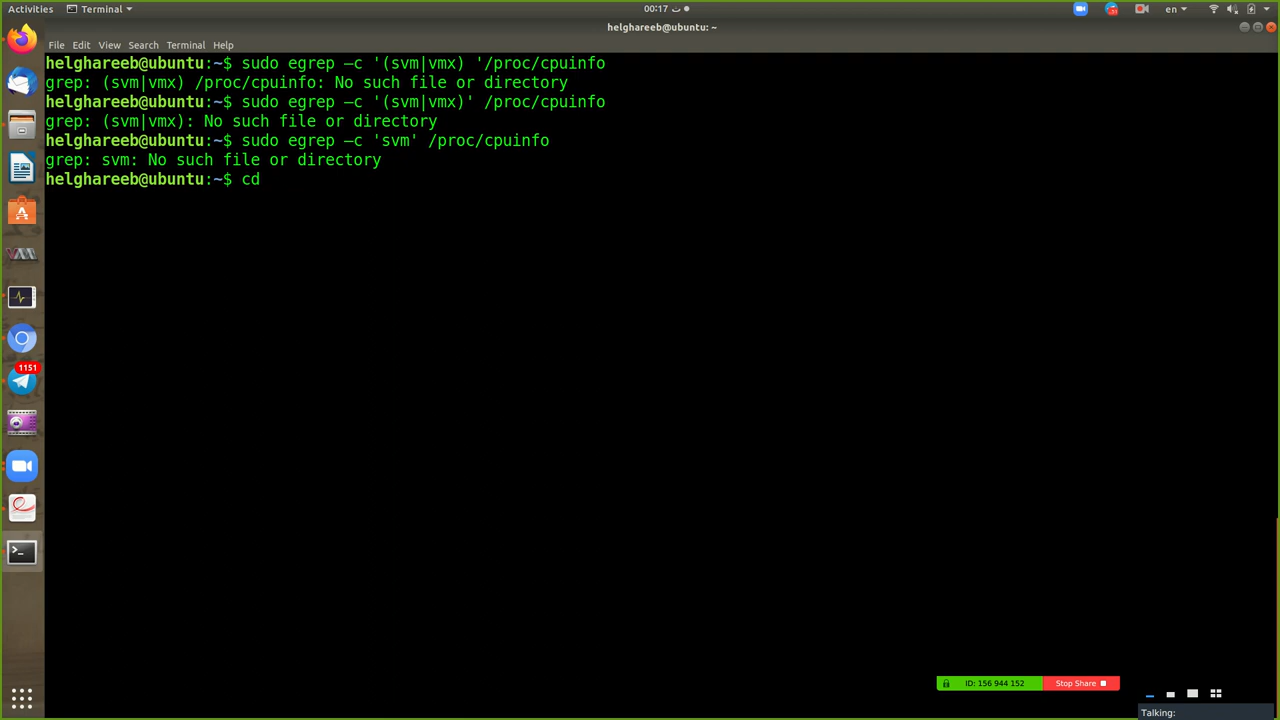 Activities Terminal 00:17 ت en
helghareeb@ubuntu: ~
File Edit View Search Terminal Help
helghareeb@ubuntu:~$ sudo egrep –c '(svm|vmx) '/proc/cpuinfo
grep: (svm|vmx) /proc/cpuinfo: No such file or directory
helghareeb@ubuntu:~$ sudo egrep –c '(svm|vmx)' /proc/cpuinfo
grep: (svm|vmx): No such file or directory
helghareeb@ubuntu:~$ sudo egrep –c 'svm' /proc/cpuinfo
grep: svm: No such file or directory
helghareeb@ubuntu:~$ cd
1151
ID: 156 944 152 Stop Share
Talking: